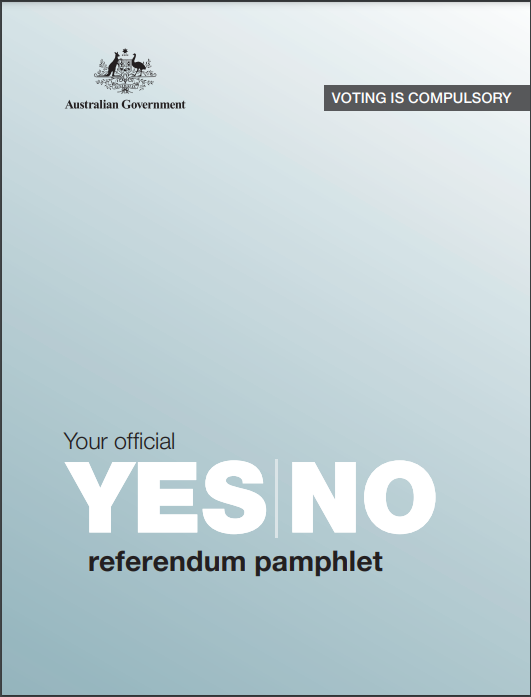 Australian Government
VOTING IS COMPULSORY
Your official
YES|NO
referendum pamphlet